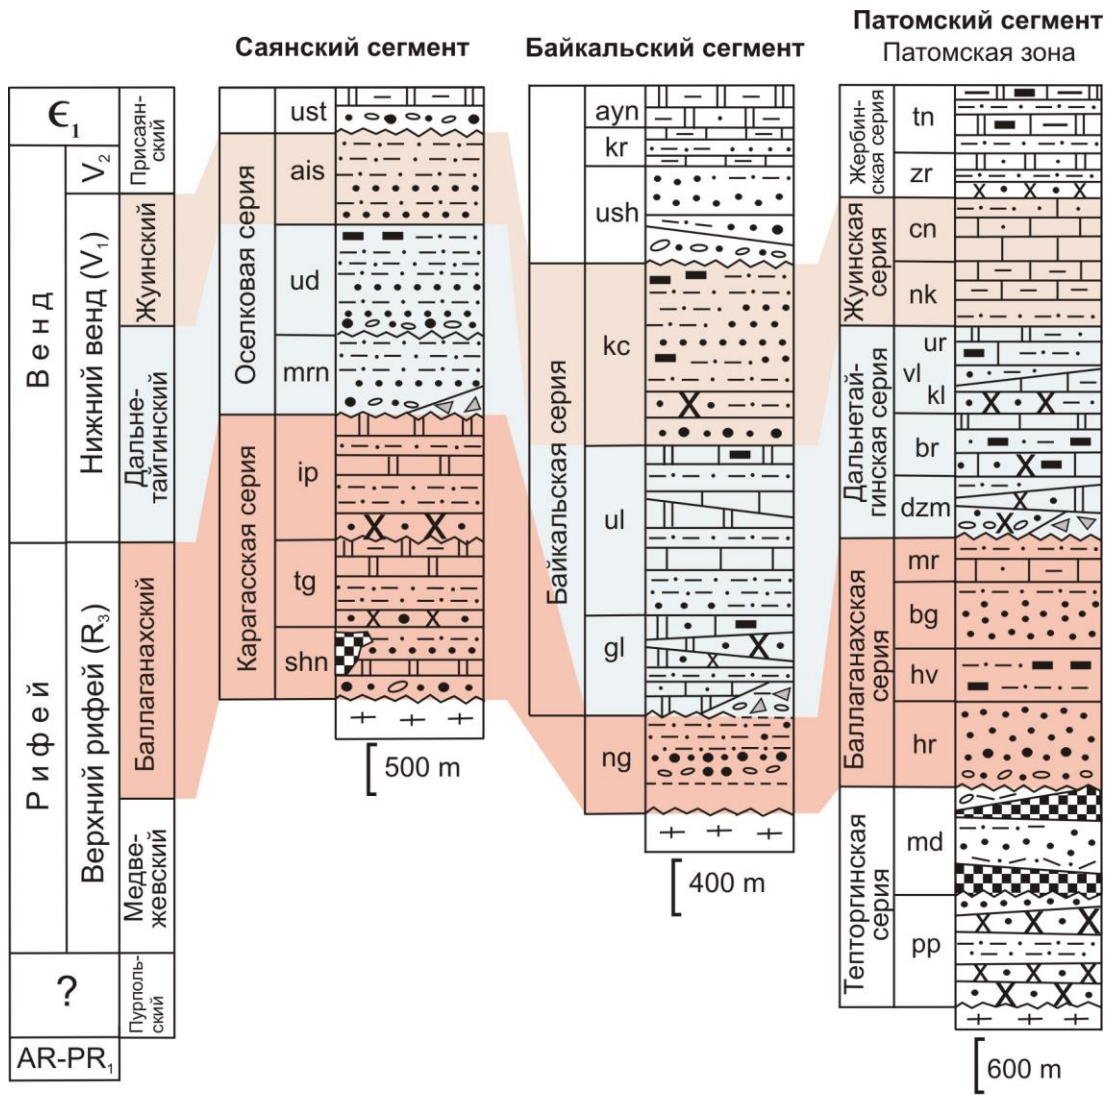 Саянский сегмент
Байкальский сегмент
Патомский сегмент
Патомская зона
Є₁
Венд
V₂
Нижний венд (V₁)
Рифей
Верхний рифей (R₃)
?
AR-PR₁
Присаян-
ский
Жуинский
Дальне-
тайгинский
Баллаганахский
Медве-
жевский
Пурполь-
ский
Оселковая серия
Карагасская серия
ust
ais
ud
mrn
ip
tg
shn
500 m
Байкальская серия
ayn
kr
ush
kc
ul
gl
ng
400 m
Жербин-
ская серия
Жуинская
серия
Дальнетай-
гинская серия
Баллаганахская
серия
Тепторгинская
серия
tn
zr
cn
nk
ur
vl
kl
br
dzm
mr
bg
hv
hr
md
pp
600 m